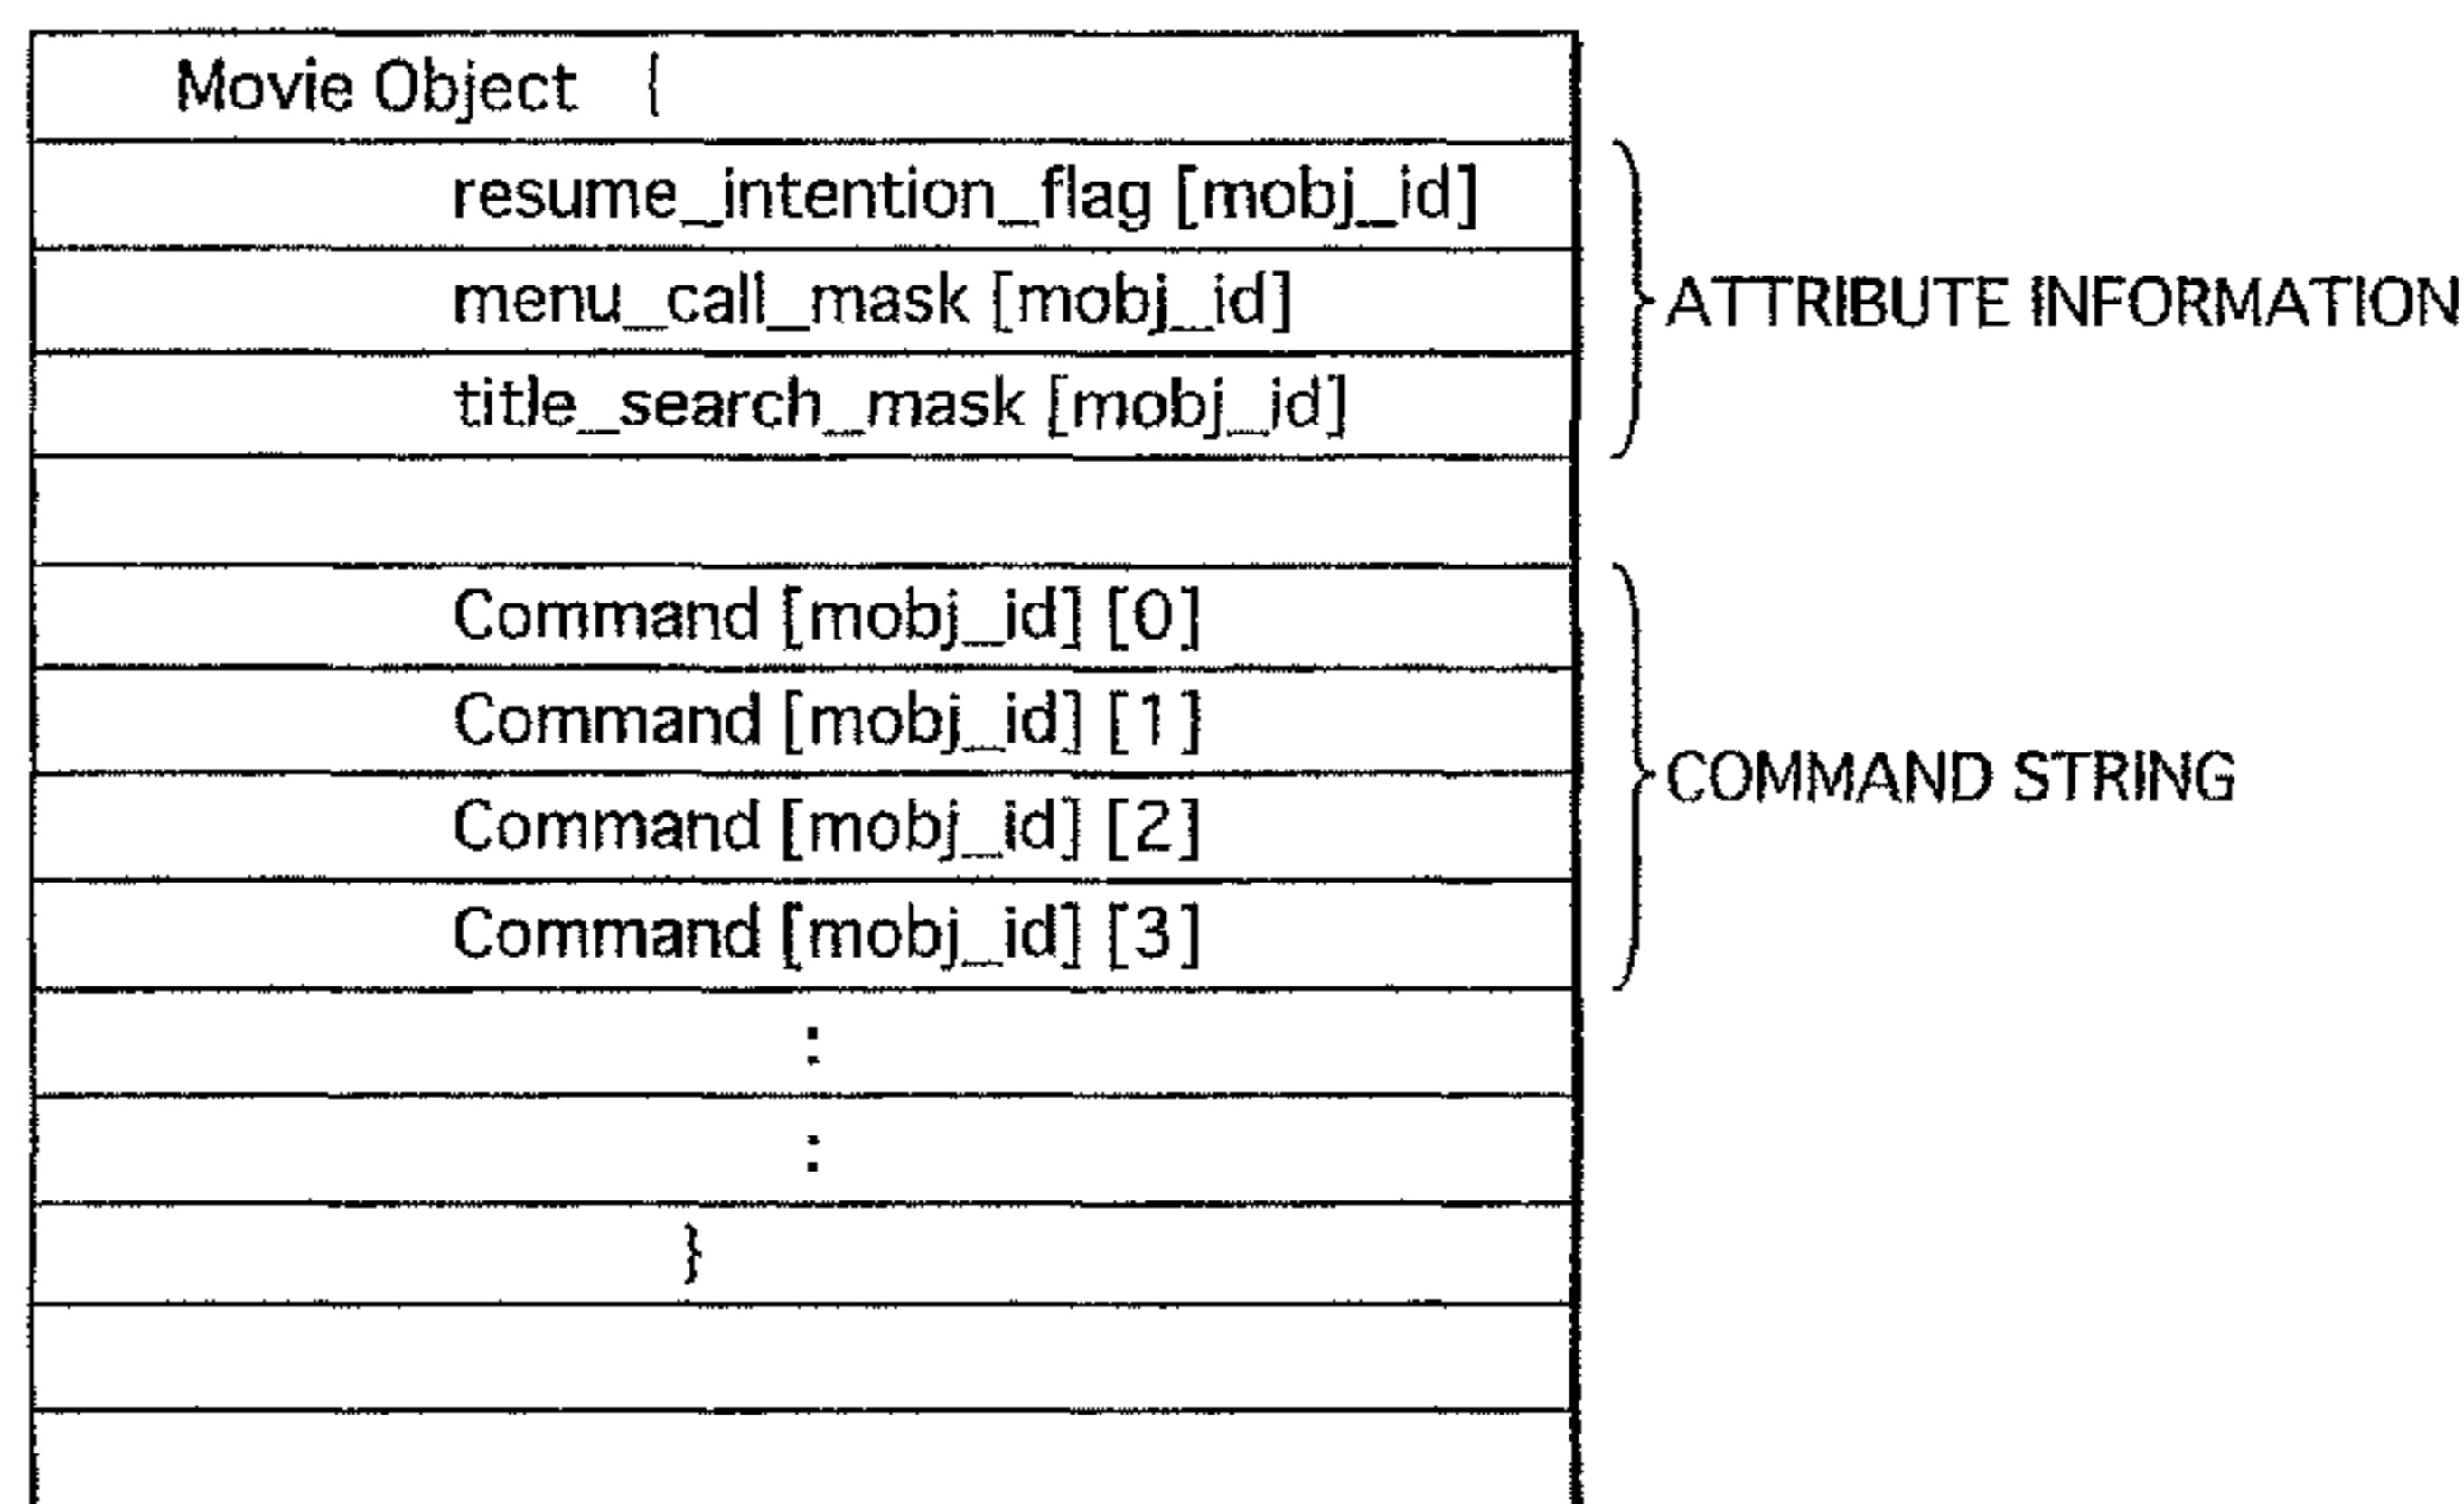 Movie Object {
resume_intention_flag [mobj_id]
menu_call_mask [mobj_id]
title_search_mask [mobj_id]
ATTRIBUTE INFORMATION
Command [mobj_id] [0]
Command [mobj_id] [1]
Command [mobj_id] [2]
Command [mobj_id] [3]
COMMAND STRING
:
:
}